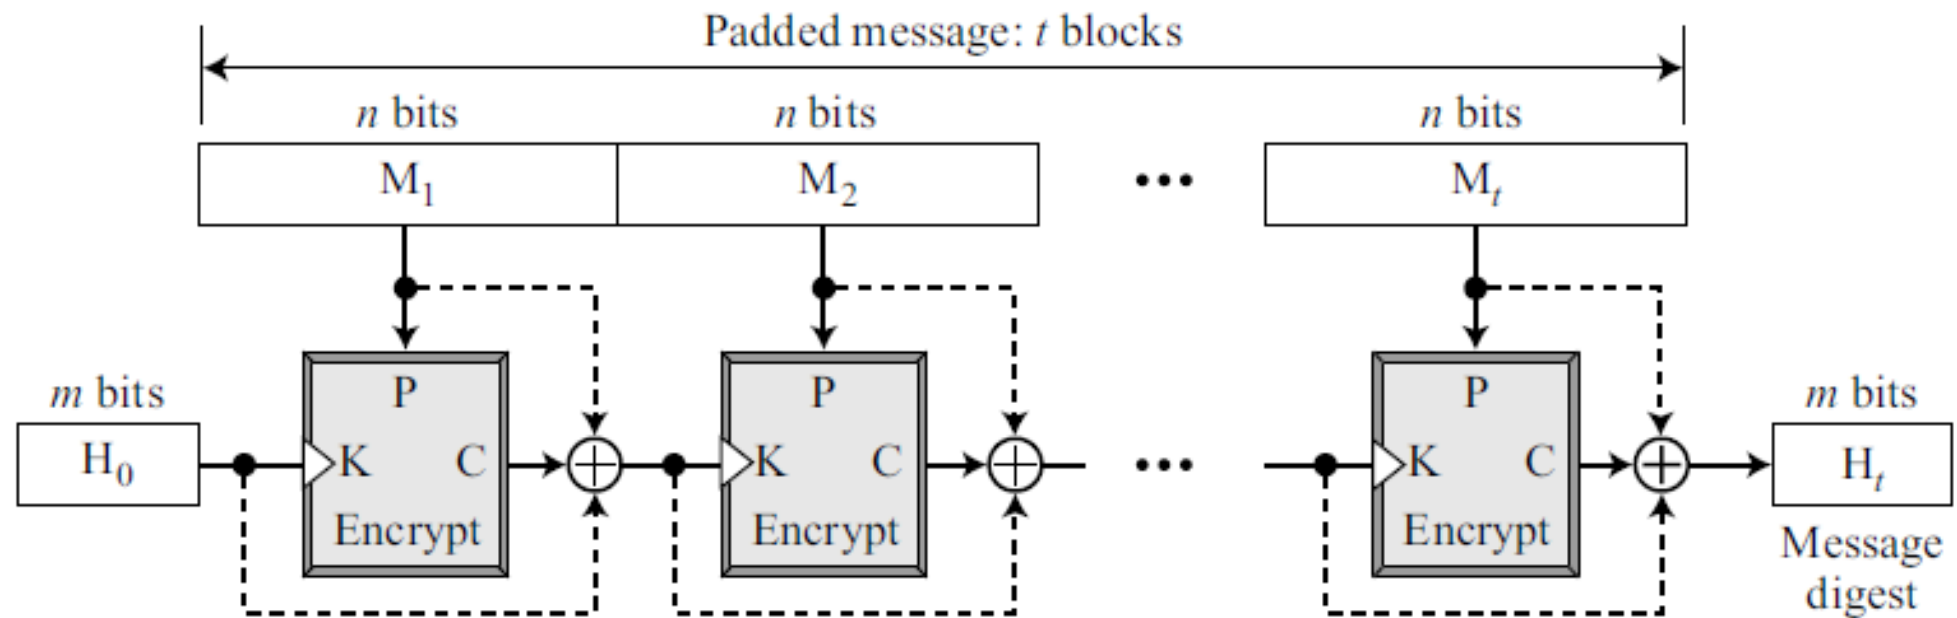 Padded message: t blocks
n bits n bits n bits
M₁ M₂ ••• Mₜ
m bits P P P m bits
H₀ K C K C ••• K C Hₜ
Encrypt Encrypt Encrypt Message
digest